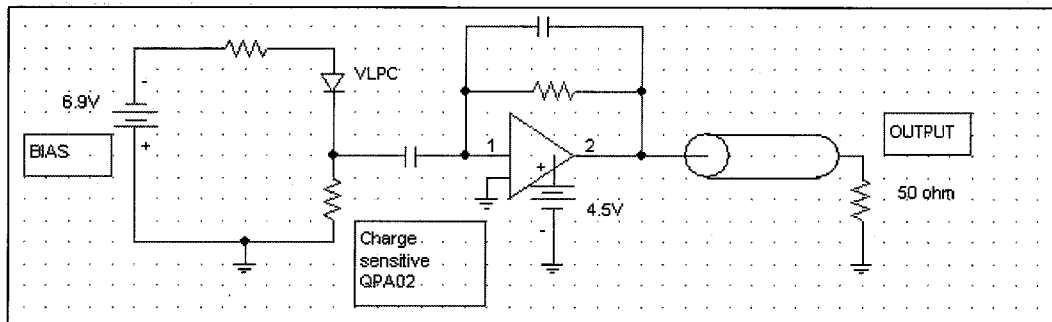 -
VLPC
6.9V
+
BIAS
1
2
+
4.5V
-
OUTPUT
50 ohm
Charge
sensitive
QPA02